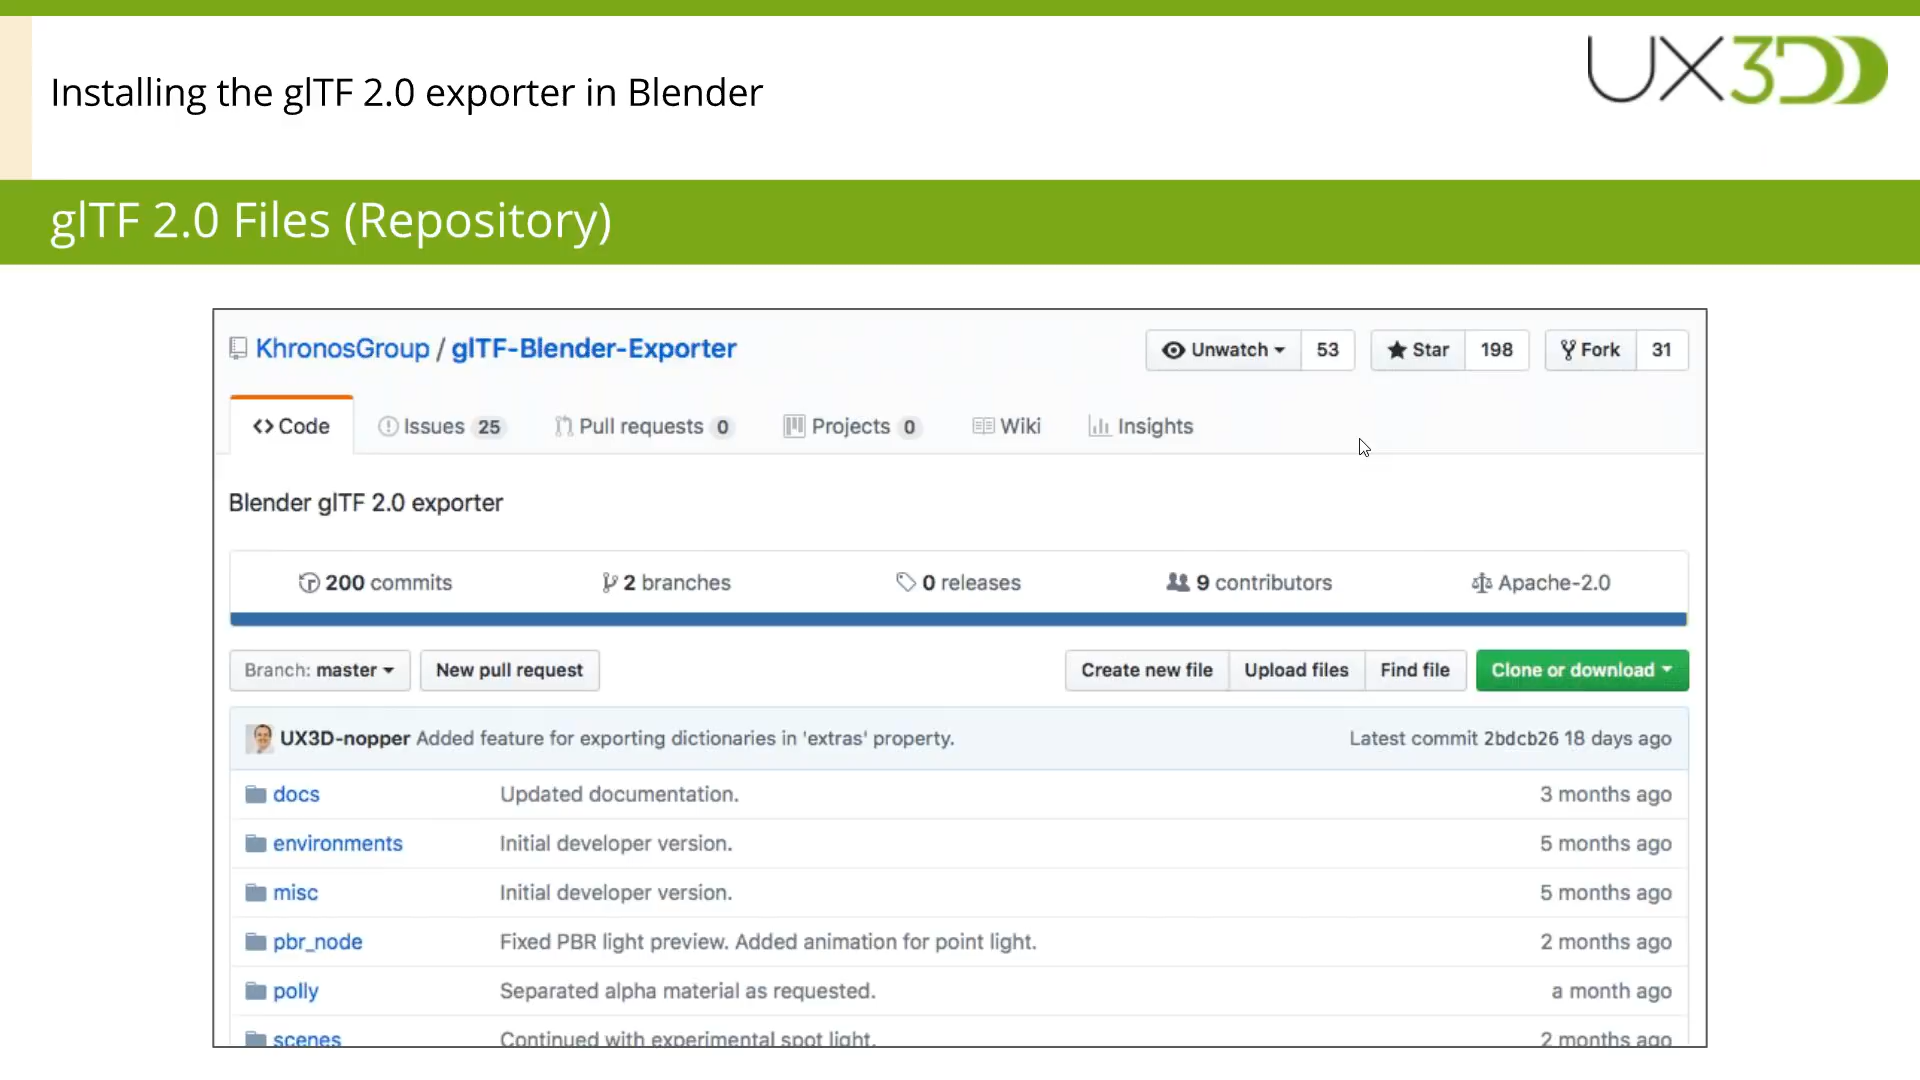 Installing the glTF 2.0 exporter in Blender
UX3D
glTF 2.0 Files (Repository)
KhronosGroup / glTF-Blender-Exporter
Unwatch 53 Star 198 Fork 31
Code Issues 25 Pull requests 0 Projects 0 Wiki Insights
Blender glTF 2.0 exporter
200 commits 2 branches 0 releases 9 contributors Apache-2.0
Branch: master New pull request Create new file Upload files Find file Clone or download
UX3D-nopper Added feature for exporting dictionaries in 'extras' property. Latest commit 2bdcb26 18 days ago
docs Updated documentation. 3 months ago
environments Initial developer version. 5 months ago
misc Initial developer version. 5 months ago
pbr_node Fixed PBR light preview. Added animation for point light. 2 months ago
polly Separated alpha material as requested. a month ago
scenes Continued with experimental spot light. 2 months ago